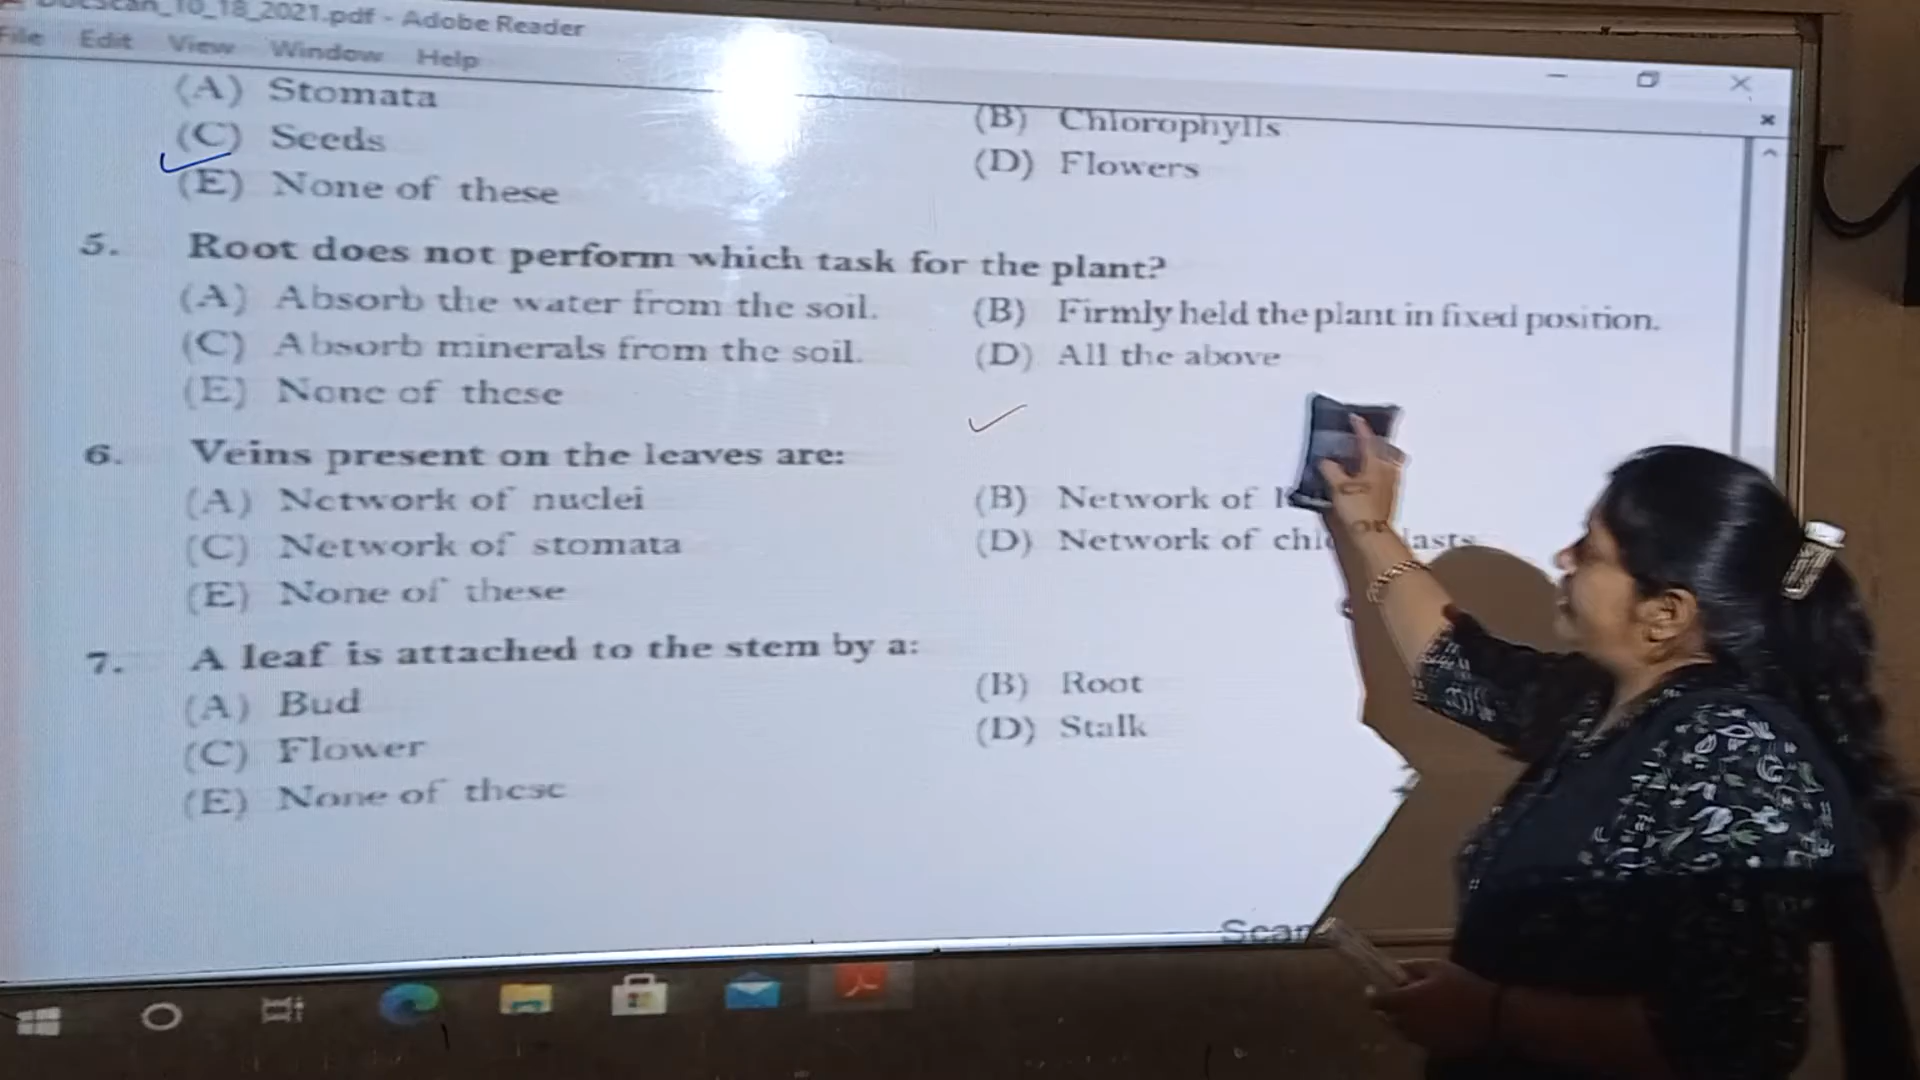 DocScan_10_18_2021.pdf - Adobe Reader
File Edit View Window Help
(A) Stomata
(B) Chlorophylls
(C) Seeds
(D) Flowers
(E) None of these
5. Root does not perform which task for the plant?
(A) Absorb the water from the soil.
(B) Firmly held the plant in fixed position.
(C) Absorb minerals from the soil.
(D) All the above
(E) None of these
6. Veins present on the leaves are:
(A) Network of nuclei
(B) Network of
(C) Network of stomata
(D) Network of
(E) None of these
7. A leaf is attached to the stem by a:
(A) Bud
(B) Root
(C) Flower
(D) Stalk
(E) None of these